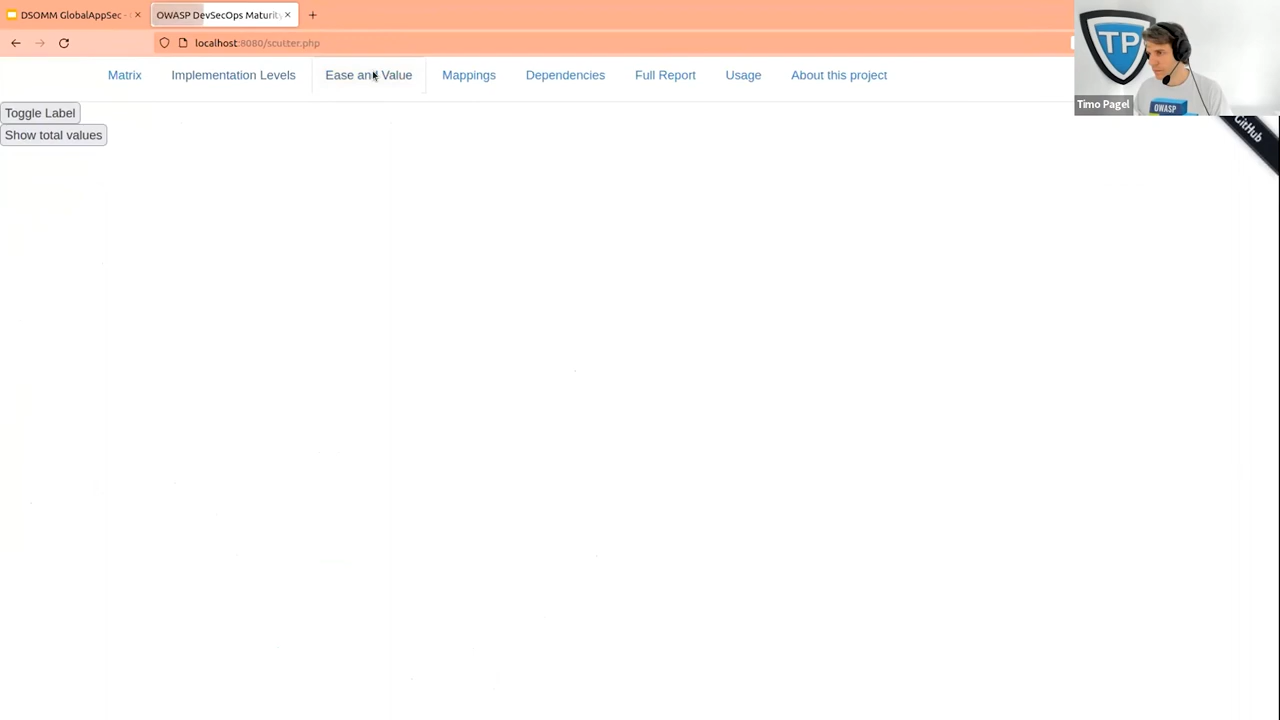 DSOMM GlobalAppSec -
OWASP DevSecOps Maturity
localhost:8080/scutter.php
Matrix Implementation Levels Ease and Value Mappings Dependencies Full Report Usage About this project
Toggle Label
Show total values
TP
OWASP
Timo Pagel
GitHub